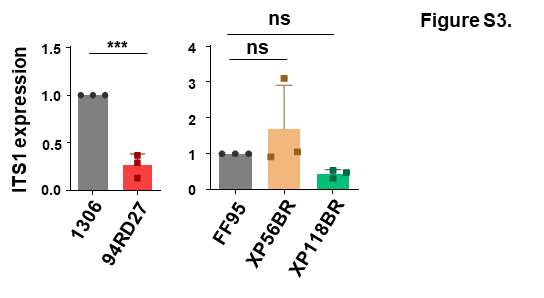 Figure S3.
ITS1 expression
1.5
1.0
0.5
0.0
***
1306
94RD27
4
3
2
1
0
ns
ns
FF95
XP56BR
XP118BR